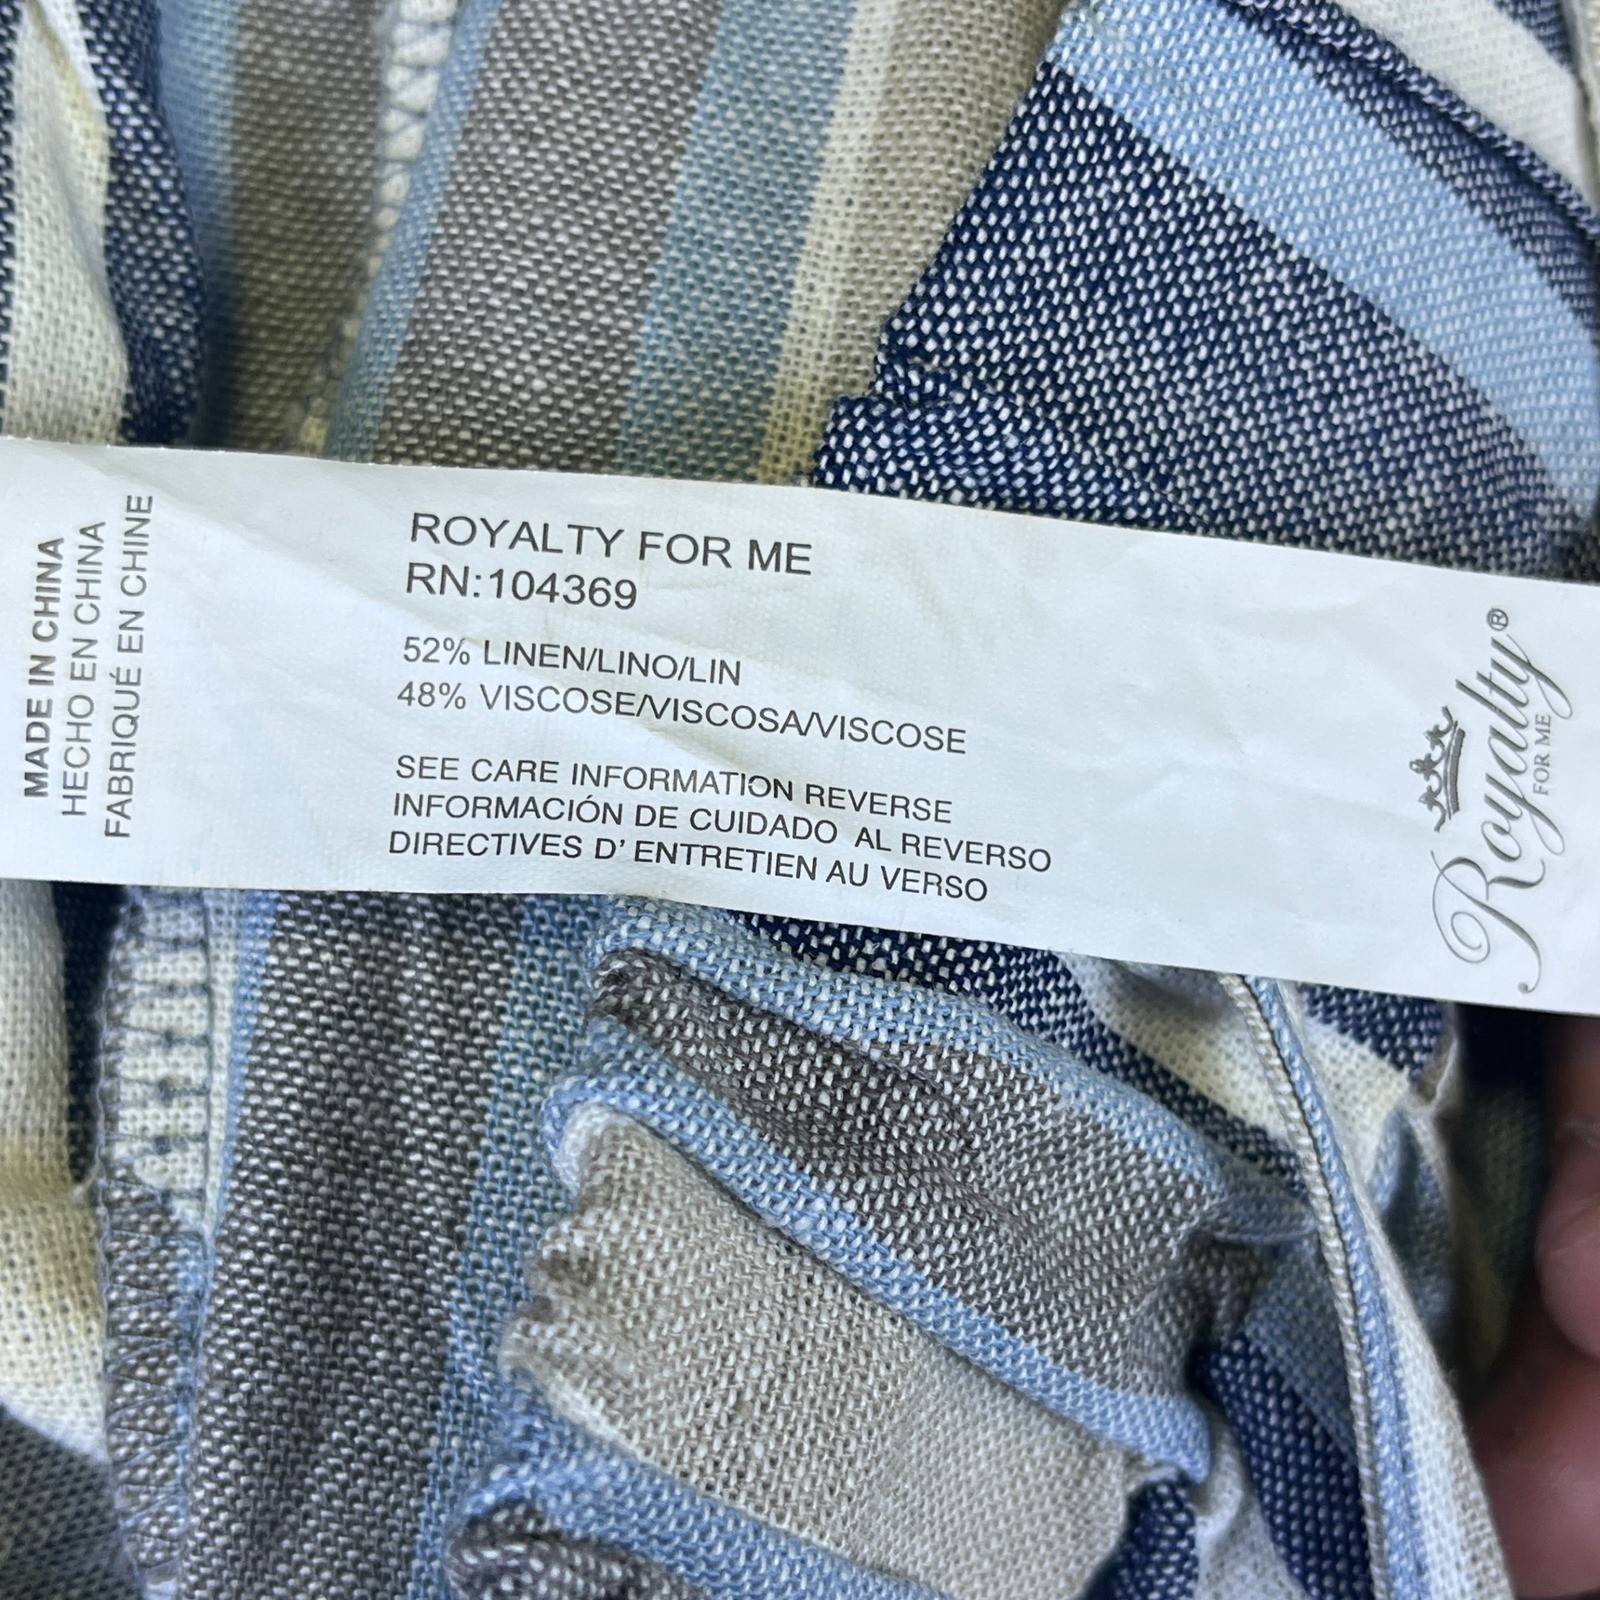 MADE IN CHINA
HECHO EN CHINA
FABRIQUÉ EN CHINE
ROYALTY FOR ME
RN:104369
52% LINEN/LINO/LIN
48% VISCOSE/VISCOSA/VISCOSE
SEE CARE INFORMATION REVERSE
INFORMACIÓN DE CUIDADO AL REVERSO
DIRECTIVES D' ENTRETIEN AU VERSO
Royalty®
FOR ME